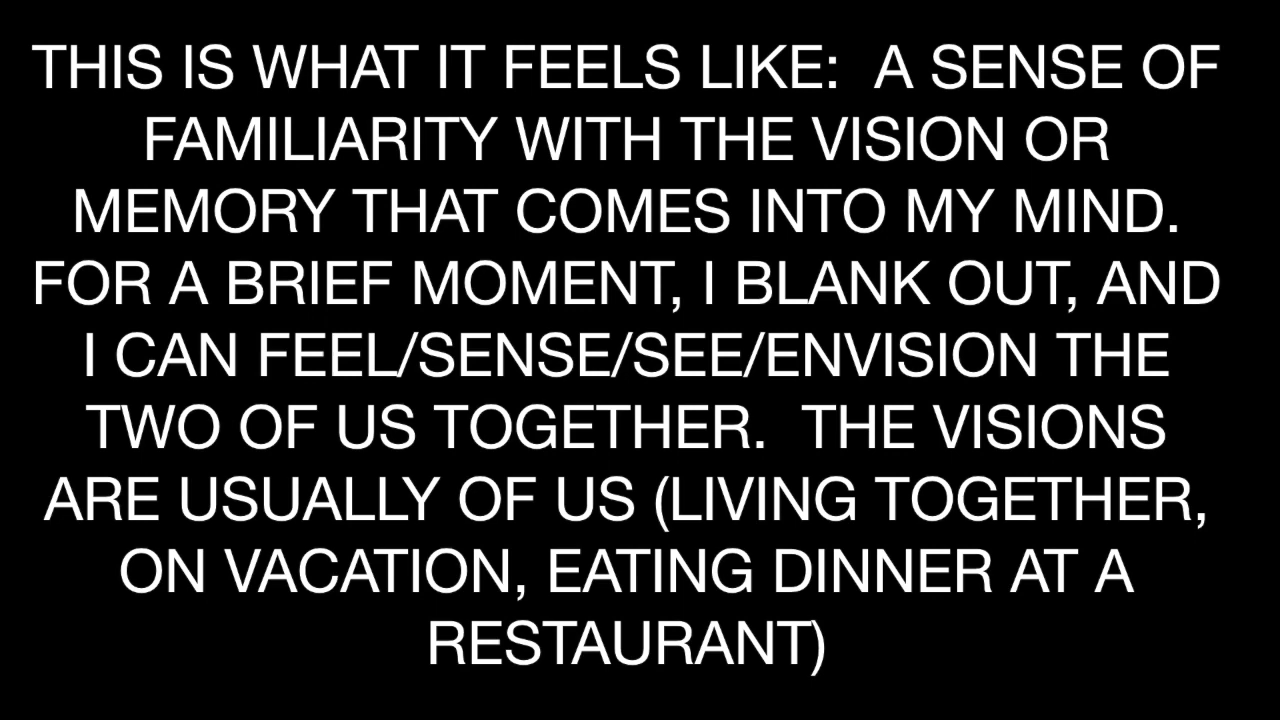 THIS IS WHAT IT FEELS LIKE:  A SENSE OF
FAMILIARITY WITH THE VISION OR
MEMORY THAT COMES INTO MY MIND.
FOR A BRIEF MOMENT, I BLANK OUT, AND
I CAN FEEL/SENSE/SEE/ENVISION THE
TWO OF US TOGETHER.  THE VISIONS
ARE USUALLY OF US (LIVING TOGETHER,
ON VACATION, EATING DINNER AT A
RESTAURANT)